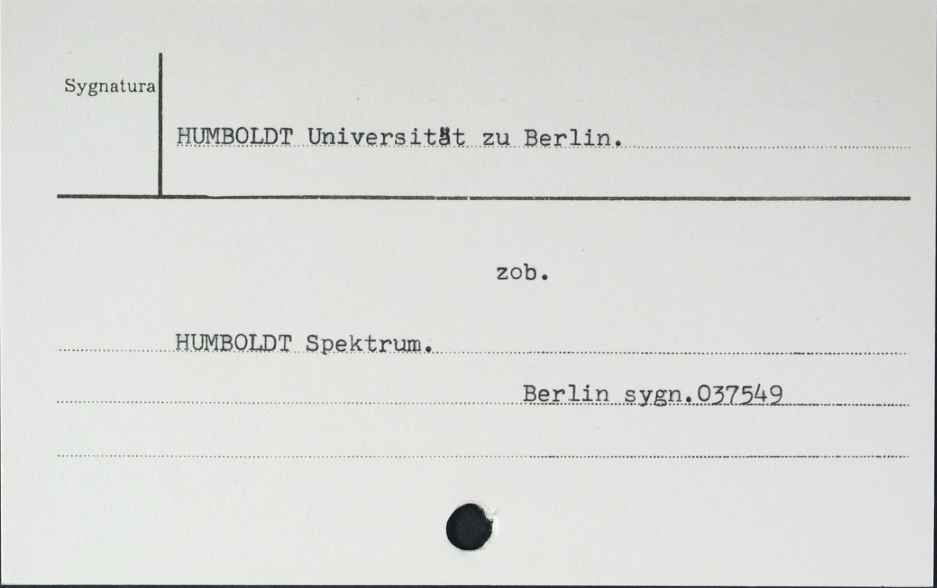 Sygnatura
HUMBOLDT Universität zu Berlin.
zob.
HUMBOLDT Spektrum.
Berlin sygn.037549